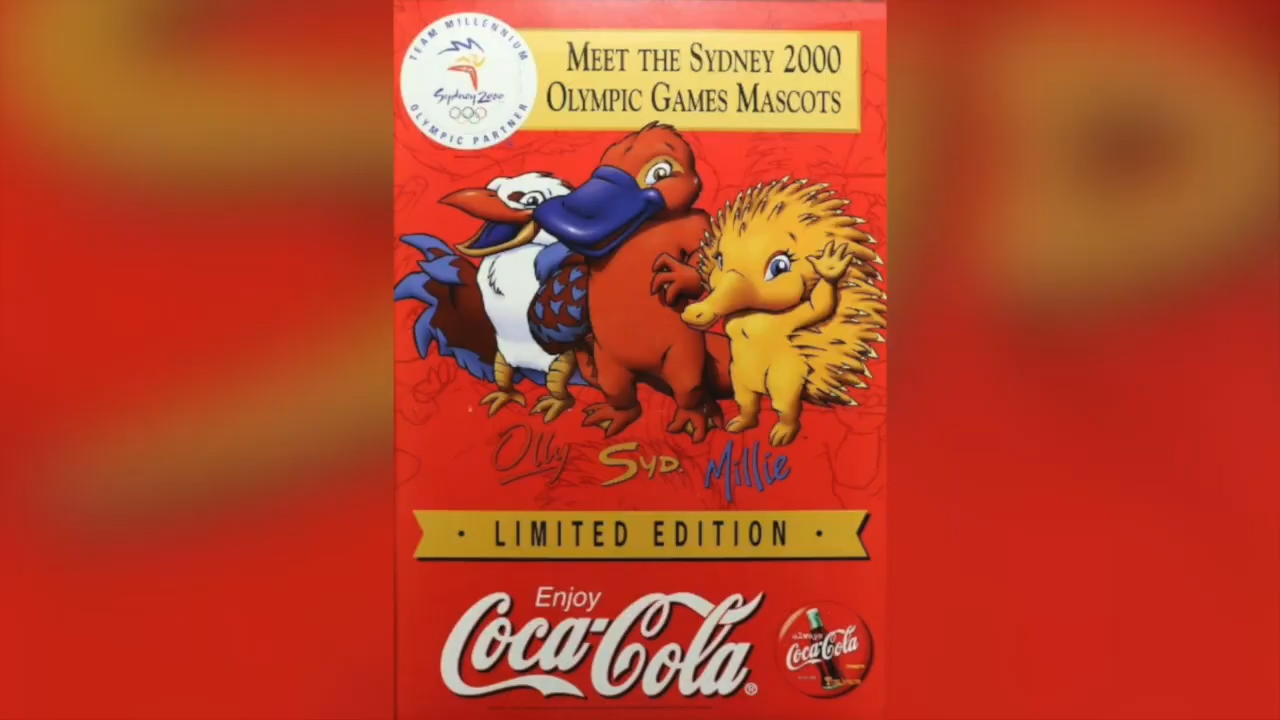 TEAM MILLENNIUM
OLYMPIC PARTNER
Sydney 2000
MEET THE SYDNEY 2000
OLYMPIC GAMES MASCOTS
Olly SYD. Millie
· LIMITED EDITION ·
Enjoy
Coca-Cola®
always
Coca-Cola